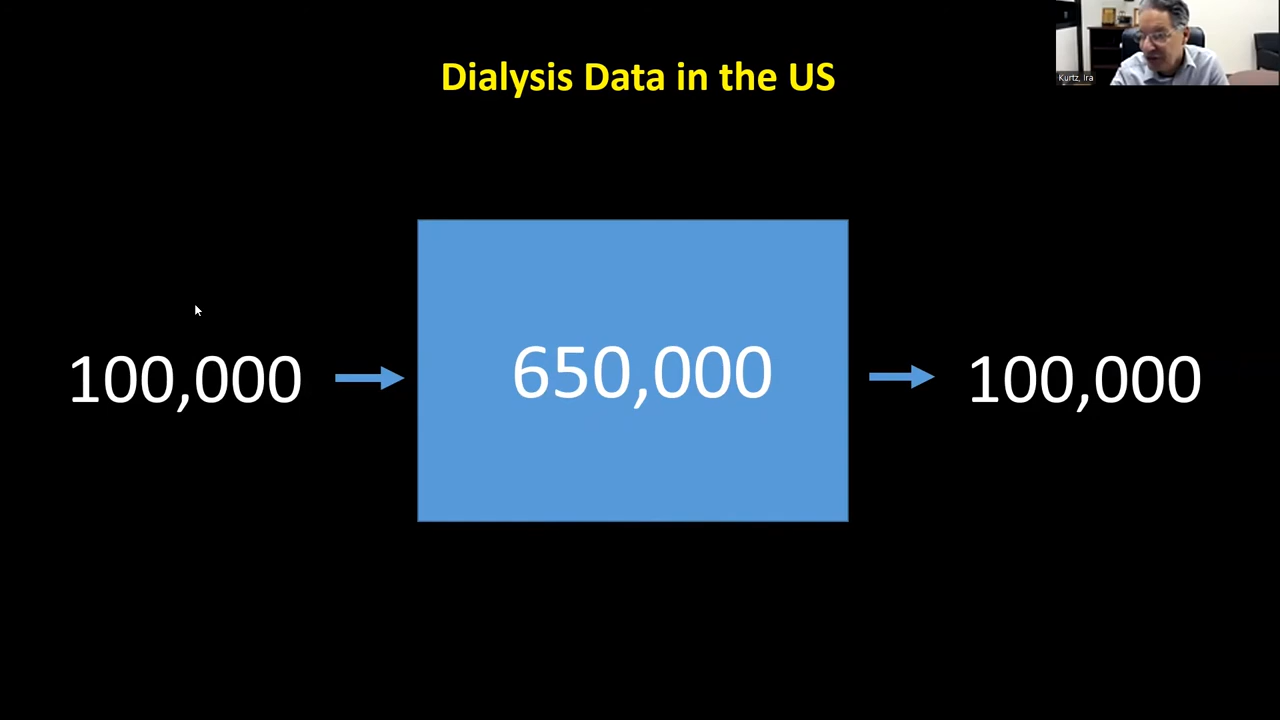 Dialysis Data in the US
Kurtz, Ira
100,000
650,000
100,000